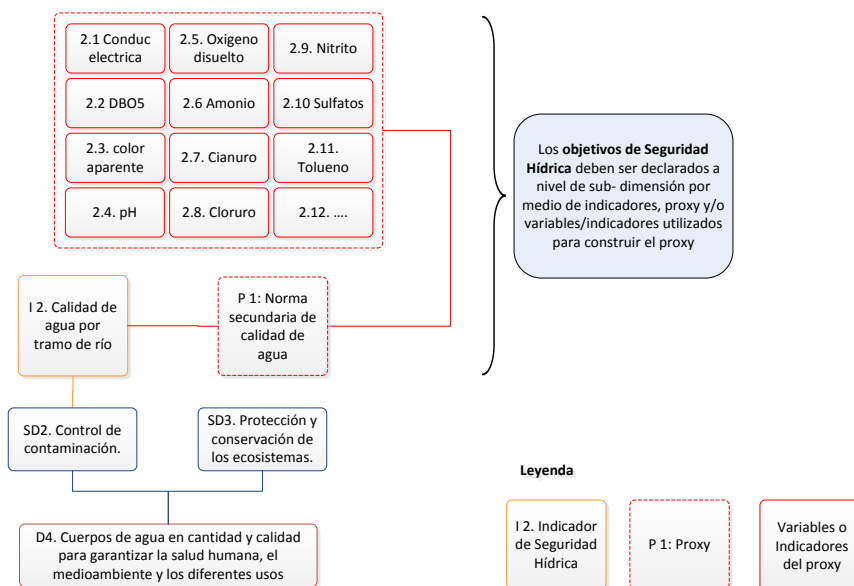 2.1 Conduc
electrica
2.5. Oxigeno
disuelto
2.9. Nitrito
2.2 DBO5
2.6 Amonio
2.10 Sulfatos
2.3. color
aparente
2.7. Cianuro
2.11.
Tolueno
2.4. pH
2.8. Cloruro
2.12. ....
Los objetivos de Seguridad
Hídrica deben ser declarados a
nivel de sub- dimensión por
medio de indicadores, proxy y/o
variables/indicadores utilizados
para construir el proxy
I 2. Calidad de
agua por
tramo de río
P 1: Norma
secundaria de
calidad de
agua
SD2. Control de
contaminación.
SD3. Protección y
conservación de
los ecosistemas.
D4. Cuerpos de agua en cantidad y calidad
para garantizar la salud humana, el
medioambiente y los diferentes usos
Leyenda
I 2. Indicador
de Seguridad
Hídrica
P 1: Proxy
Variables o
Indicadores
del proxy